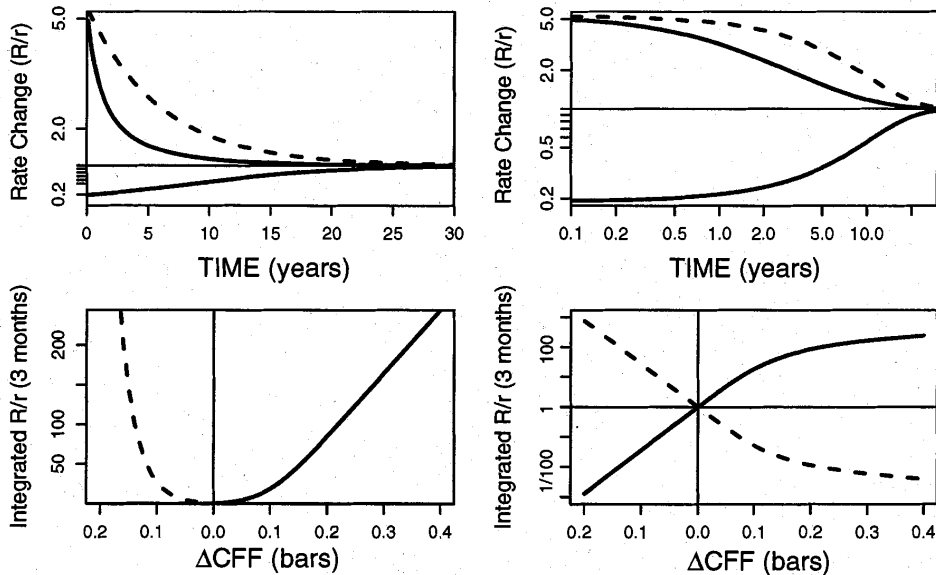 Rate Change (R/r)
5.0
2.0
0.2
0 5 10 15 20 25 30
TIME (years)
Rate Change (R/r)
5.0
2.0
0.5
0.2
0.1 0.2 0.5 1.0 2.0 5.0 10.0
TIME (years)
Integrated R/r (3 months)
200
100
50
0.2 0.1 0.0 0.1 0.2 0.3 0.4
ΔCFF (bars)
Integrated R/r (3 months)
100
1
1/100
0.2 0.0 0.1 0.2 0.3 0.4
ΔCFF (bars)